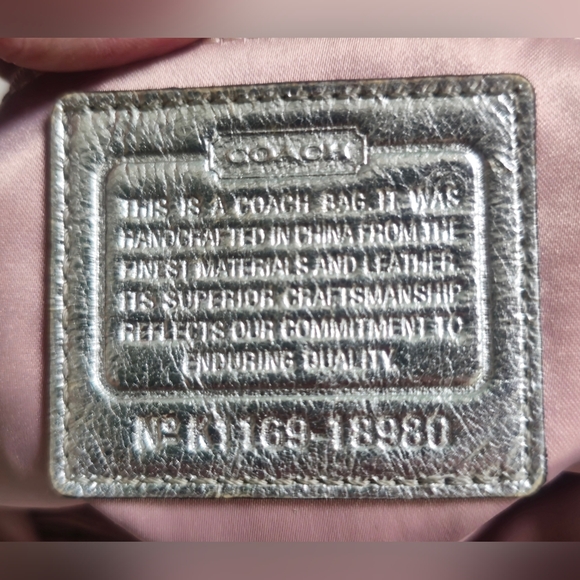 COACH
THIS IS A COACH BAG. IT WAS
HANDCRAFTED IN CHINA FROM THE
FINEST MATERIALS AND LEATHER.
ITS SUPERIOR CRAFTSMANSHIP
REFLECTS OUR COMMITMENT TO
ENDURING QUALITY.
Nº K1169-18980